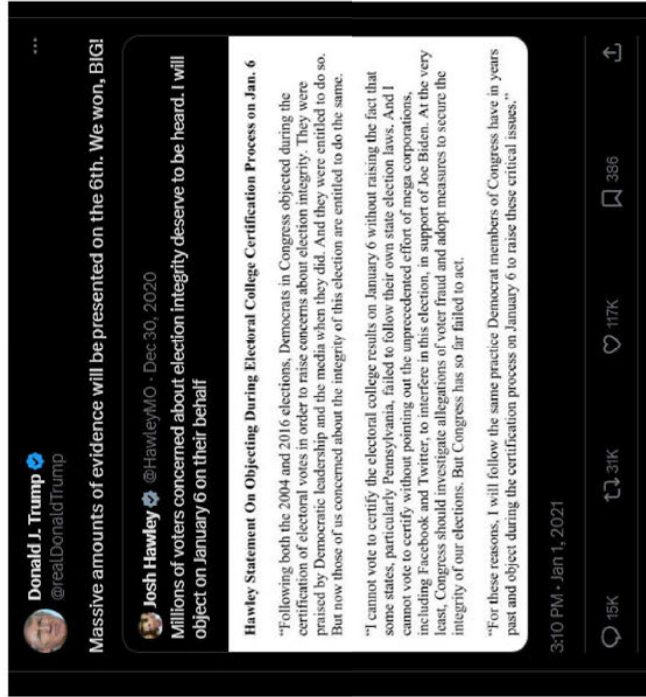 Donald J. Trump
@realDonaldTrump
Massive amounts of evidence will be presented on the 6th. We won, BIG!
Josh Hawley @HawleyMO · Dec 30, 2020
Millions of voters concerned about election integrity deserve to be heard. I will
object on January 6 on their behalf
Hawley Statement On Objecting During Electoral College Certification Process on Jan. 6
“Following both the 2004 and 2016 elections, Democrats in Congress objected during the
certification of electoral votes in order to raise concerns about election integrity. They were
praised by Democratic leadership and the media when they did. And they were entitled to do so.
But now those of us concerned about the integrity of this election are entitled to do the same.
“I cannot vote to certify the electoral college results on January 6 without raising the fact that
some states, particularly Pennsylvania, failed to follow their own state election laws. And I
cannot vote to certify without pointing out the unprecedented effort of mega corporations,
including Facebook and Twitter, to interfere in this election, in support of Joe Biden. At the very
least, Congress should investigate allegations of voter fraud and adopt measures to secure the
integrity of our elections. But Congress has so far failed to act.
“For these reasons, I will follow the same practice Democrat members of Congress have in years
past and object during the certification process on January 6 to raise these critical issues.”
3:10 PM · Jan 1, 2021
15K 31K 117K 386